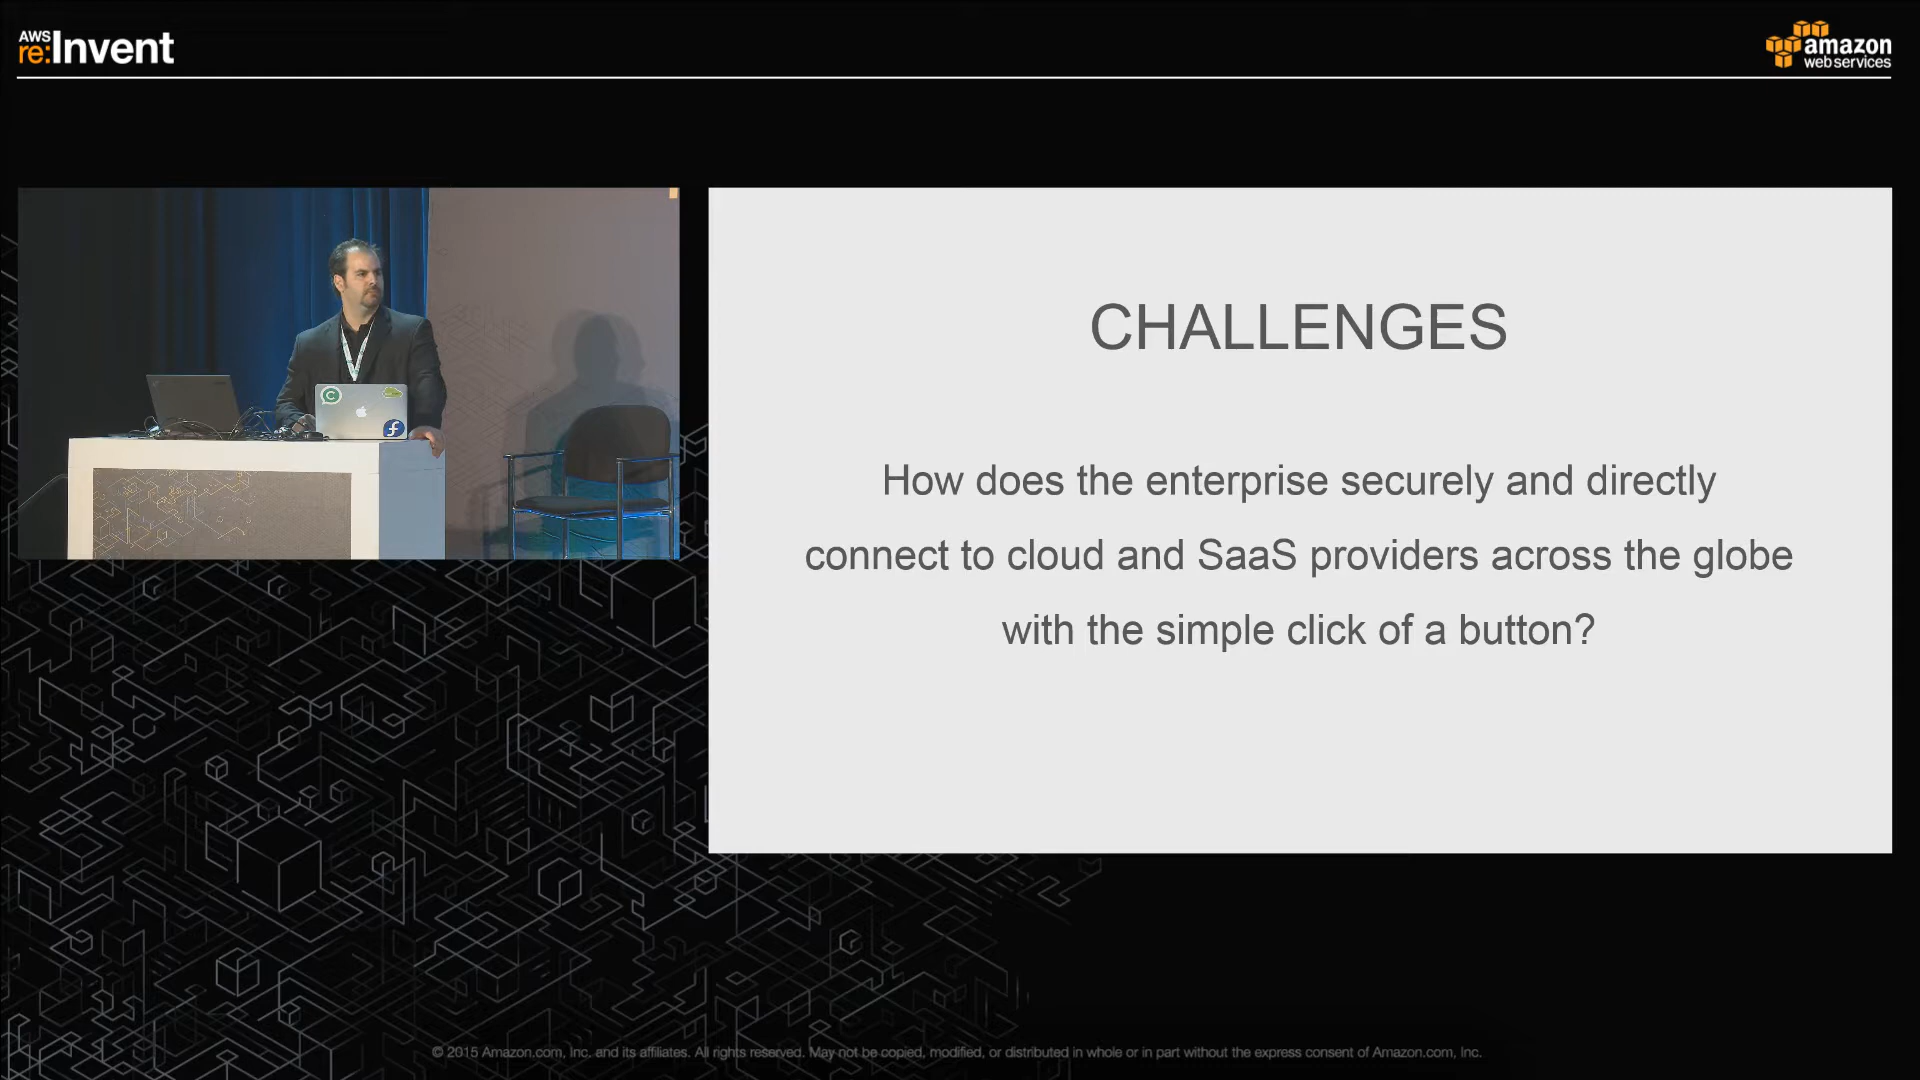 AWS
re:Invent
amazon
web services
CHALLENGES
How does the enterprise securely and directly
connect to cloud and SaaS providers across the globe
with the simple click of a button?
© 2015 Amazon.com, Inc. and its affiliates. All rights reserved. May not be copied, modified, or distributed in whole or in part without the express consent of Amazon.com, Inc.